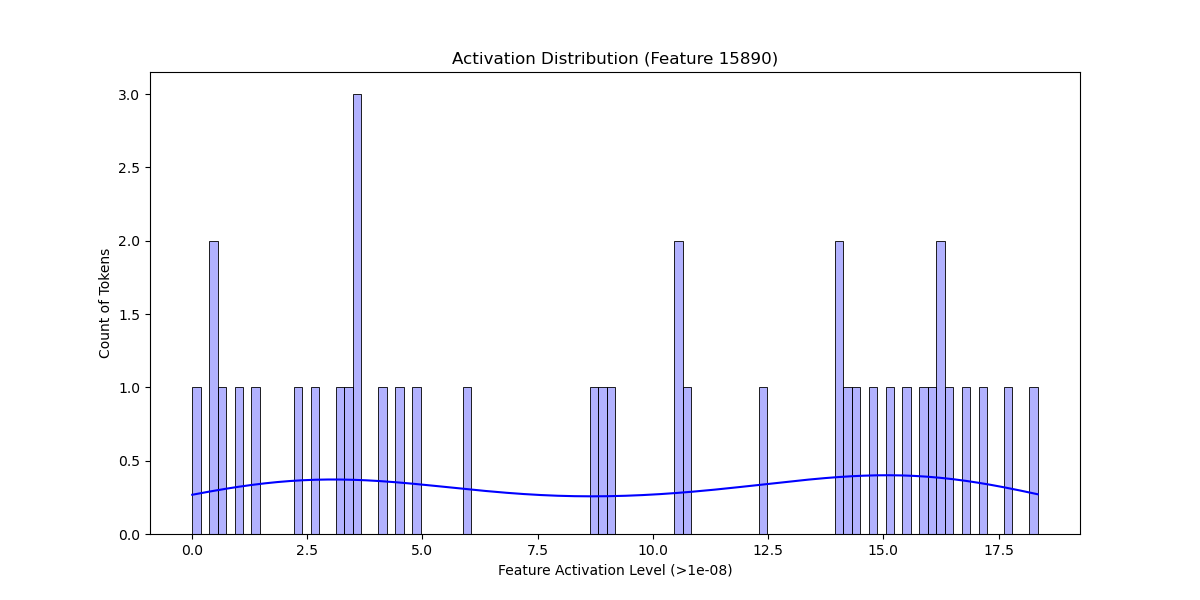 Activation Distribution (Feature 15890)
3.0
2.5
2.0
1.5
1.0
0.5
0.0
Count of Tokens
0.0 2.5 5.0 7.5 10.0 12.5 15.0 17.5
Feature Activation Level (>1e-08)